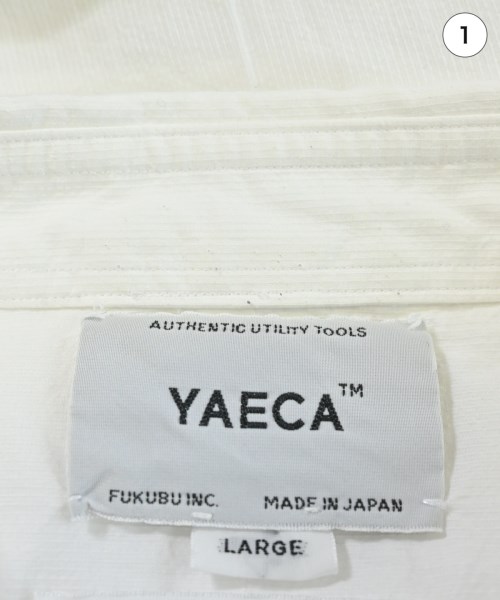 1
AUTHENTIC UTILITY TOOLS
YAECA™
FUKUBU INC. MADE IN JAPAN
LARGE